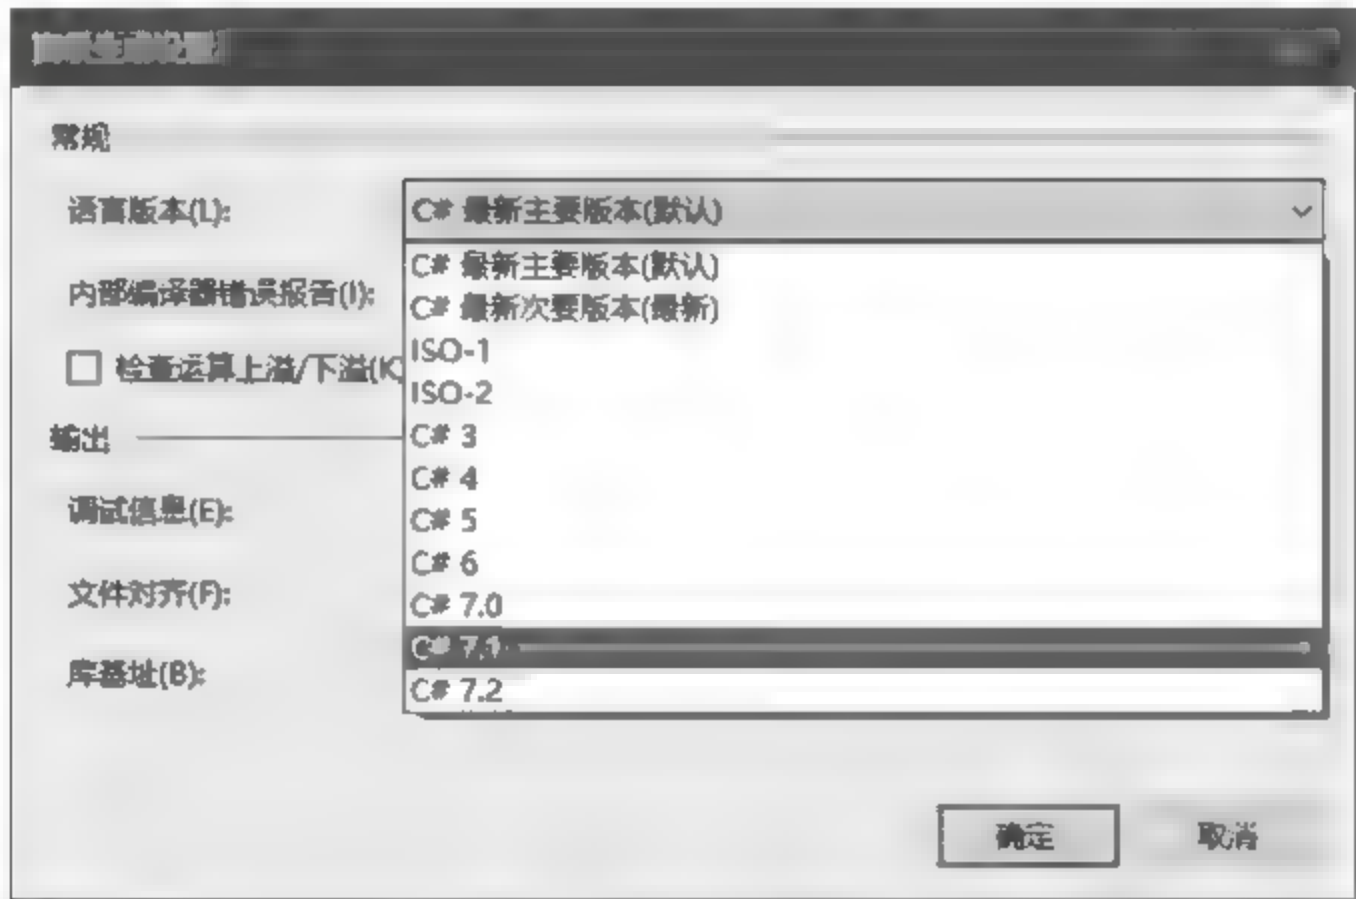 常规
语言版本(L):
C# 最新主要版本(默认)
C# 最新主要版本(默认)
C# 最新次要版本(最新)
内部编译器错误报告(I):
ISO-1
检查运算上溢/下溢(K)
ISO-2
输出
C# 3
C# 4
调试信息(E):
C# 5
C# 6
文件对齐(F):
C# 7.0
C# 7.1
库基址(B):
C# 7.2
确定
取消